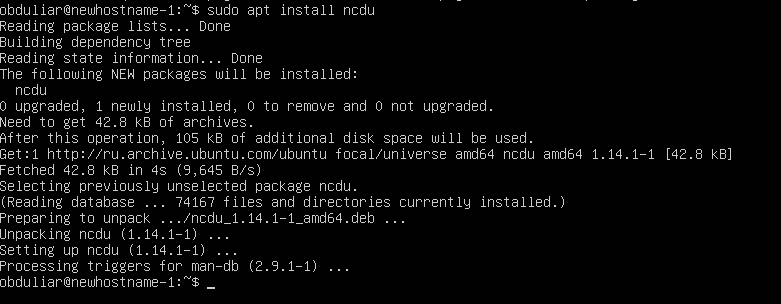 obduliar@newhostname-1:~$ sudo apt install ncdu
Reading package lists... Done
Building dependency tree
Reading state information... Done
The following NEW packages will be installed:
  ncdu
0 upgraded, 1 newly installed, 0 to remove and 0 not upgraded.
Need to get 42.8 kB of archives.
After this operation, 105 kB of additional disk space will be used.
Get:1 http://ru.archive.ubuntu.com/ubuntu focal/universe amd64 ncdu amd64 1.14.1-1 [42.8 kB]
Fetched 42.8 kB in 4s (9,645 B/s)
Selecting previously unselected package ncdu.
(Reading database ... 74167 files and directories currently installed.)
Preparing to unpack .../ncdu_1.14.1-1_amd64.deb ...
Unpacking ncdu (1.14.1-1) ...
Setting up ncdu (1.14.1-1) ...
Processing triggers for man-db (2.9.1-1) ...
obduliar@newhostname-1:~$ _